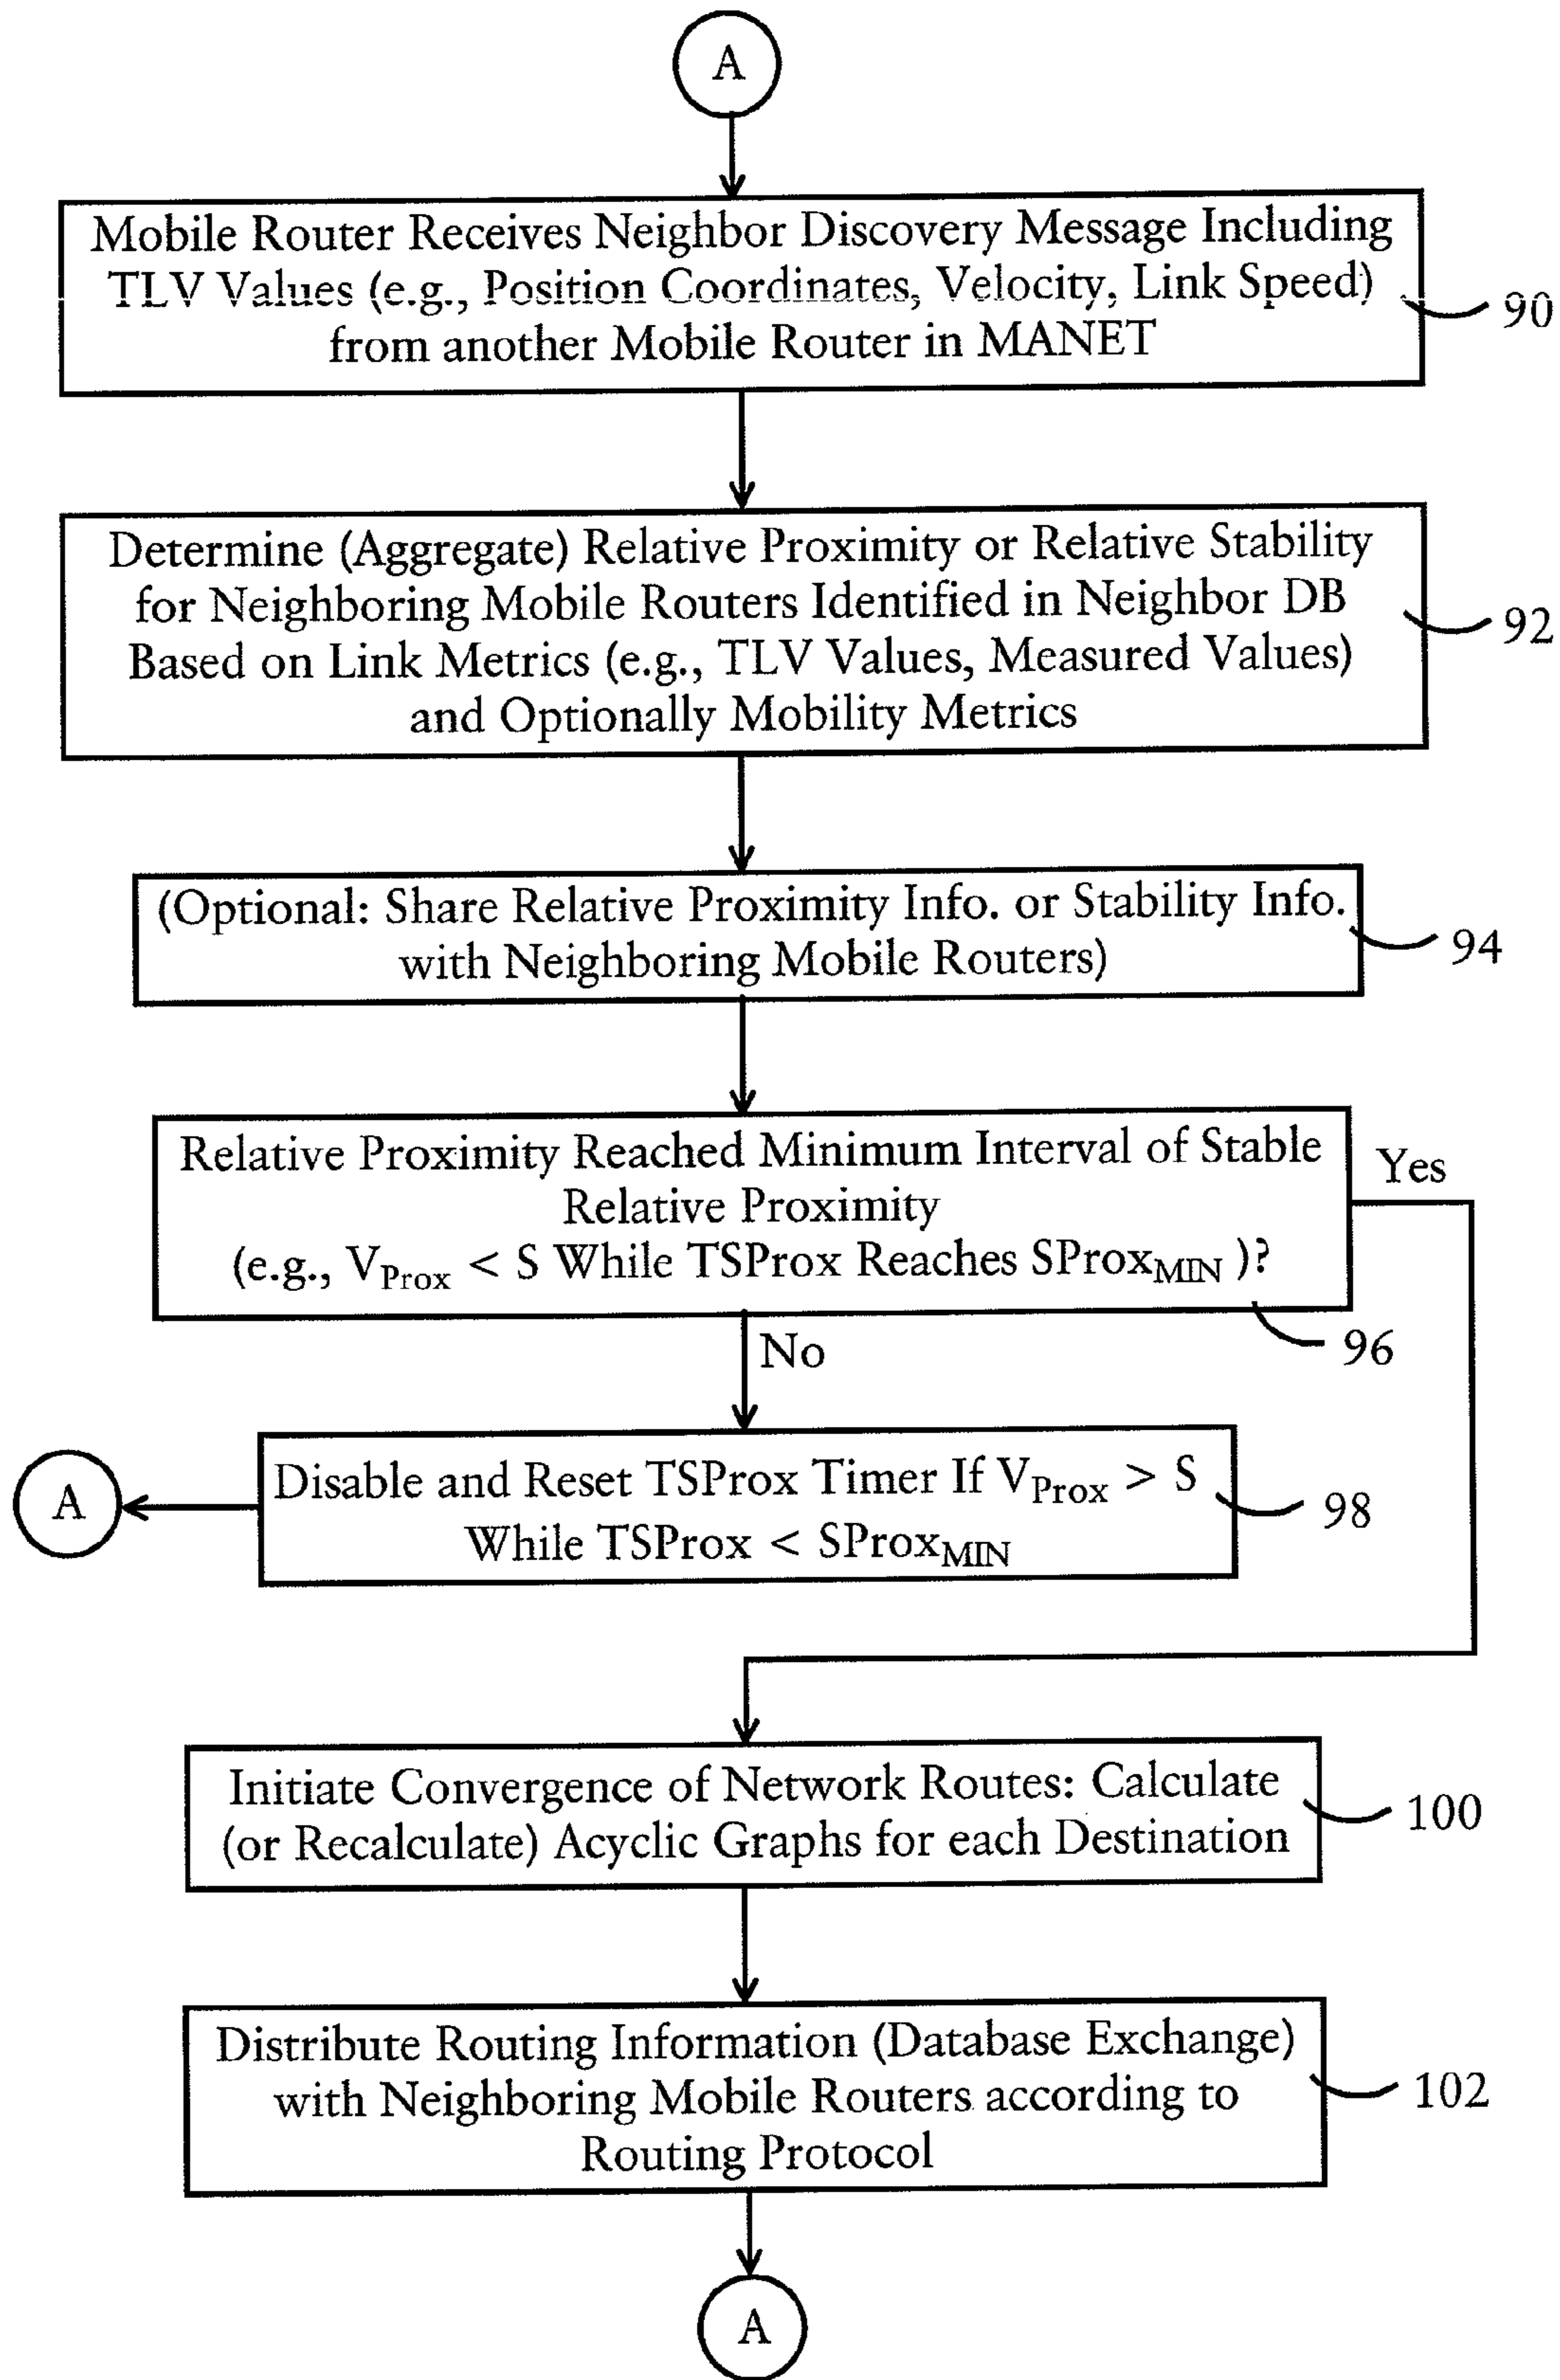 A
Mobile Router Receives Neighbor Discovery Message Including
TLV Values (e.g., Position Coordinates, Velocity, Link Speed)
from another Mobile Router in MANET
90
Determine (Aggregate) Relative Proximity or Relative Stability
for Neighboring Mobile Routers Identified in Neighbor DB
Based on Link Metrics (e.g., TLV Values, Measured Values)
and Optionally Mobility Metrics
92
(Optional: Share Relative Proximity Info. or Stability Info.
with Neighboring Mobile Routers)
94
Relative Proximity Reached Minimum Interval of Stable
Relative Proximity
(e.g., VProx < S While TSProx Reaches SProxMIN )?
Yes
96
No
Disable and Reset TSProx Timer If VProx > S
While TSProx < SProxMIN
98
A
Initiate Convergence of Network Routes: Calculate
(or Recalculate) Acyclic Graphs for each Destination
100
Distribute Routing Information (Database Exchange)
with Neighboring Mobile Routers according to
Routing Protocol
102
A